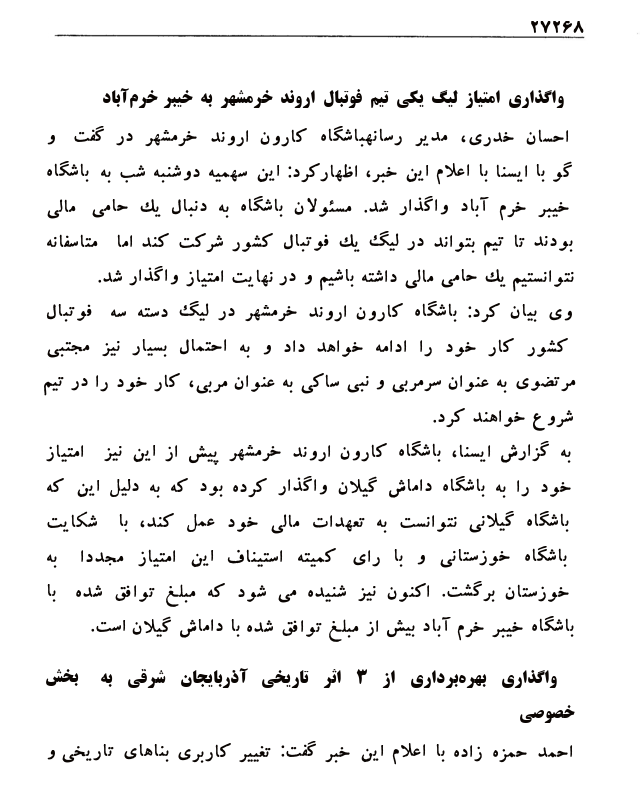 ۲۷۲۶۸
واگذاری امتیاز لیگ یکی تیم فوتبال اروند خرمشهر به خیبر خرم‌آباد
احسان خدری، مدیر رسانهباشگاه کارون اروند خرمشهر در گفت و
گو با ایسنا با اعلام این خبر، اظهارکرد: این سهمیه دوشنبه شب به باشگاه
خیبر خرم آباد واگذار شد. مسئولان باشگاه به دنبال یك حامی مالی
بودند تا تیم بتواند در لیگ یك فوتبال کشور شرکت کند اما متاسفانه
نتوانستیم یك حامی مالی داشته باشیم و در نهایت امتیاز واگذار شد.
وی بیان کرد: باشگاه کارون اروند خرمشهر در لیگ دسته سه فوتبال
کشور کار خود را ادامه خواهد داد و به احتمال بسیار نیز مجتبی
مرتضوی به عنوان سرمربی و نبی ساکی به عنوان مربی، کار خود را در تیم
شروع خواهند کرد.
به گزارش ایسنا، باشگاه کارون اروند خرمشهر پیش از این نیز امتیاز
خود را به باشگاه داماش گیلان واگذار کرده بود که به دلیل این که
باشگاه گیلانی نتوانست به تعهدات مالی خود عمل کند، با شکایت
باشگاه خوزستانی و با رای کمیته استیناف این امتیاز مجددا به
خوزستان برگشت. اکنون نیز شنیده می شود که مبلغ توافق شده با
باشگاه خیبر خرم آباد بیش از مبلغ توافق شده با داماش گیلان است.
واگذاری بهره‌برداری از ۳ اثر تاریخی آذربایجان شرقی به بخش
خصوصی
احمد حمزه زاده با اعلام این خبر گفت: تغییر کاربری بناهای تاریخی و